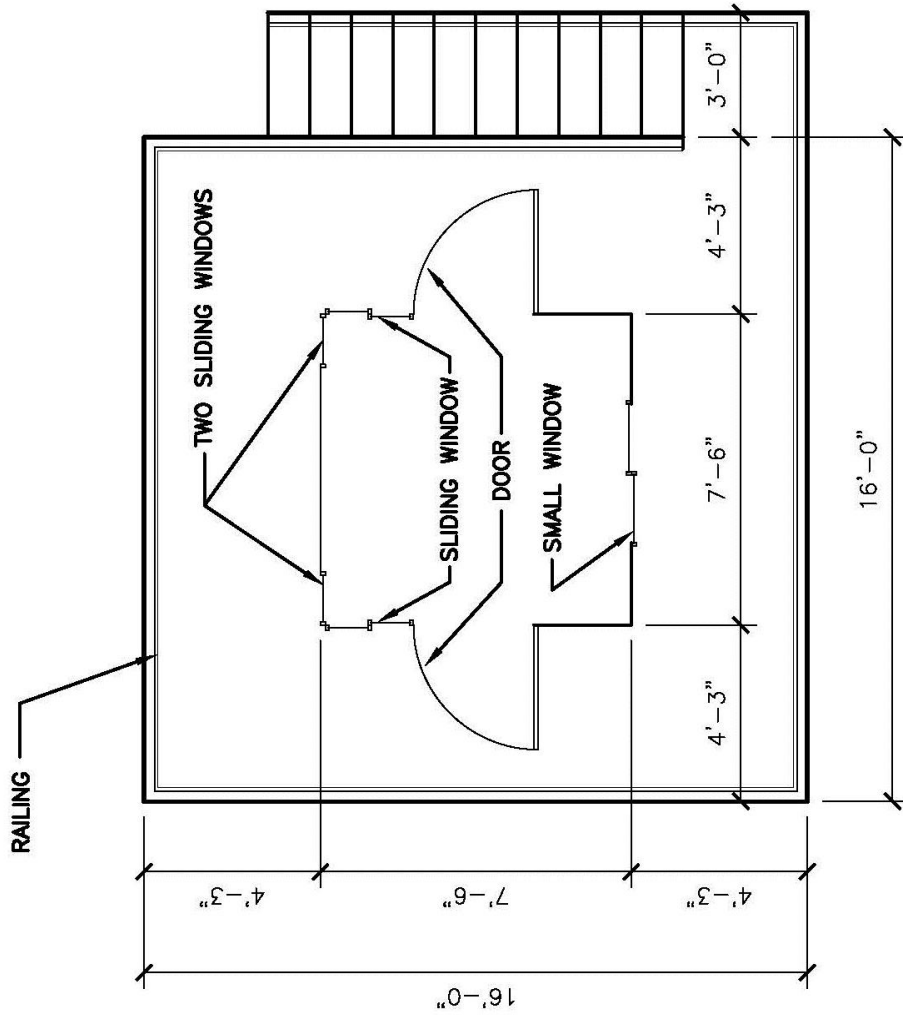 RAILING
TWO SLIDING WINDOWS
SLIDING WINDOW
DOOR
SMALL WINDOW
4'-3"
7'-6"
4'-3"
3'-0"
16'-0"
4'-3"
7'-6"
4'-3"
16'-0"